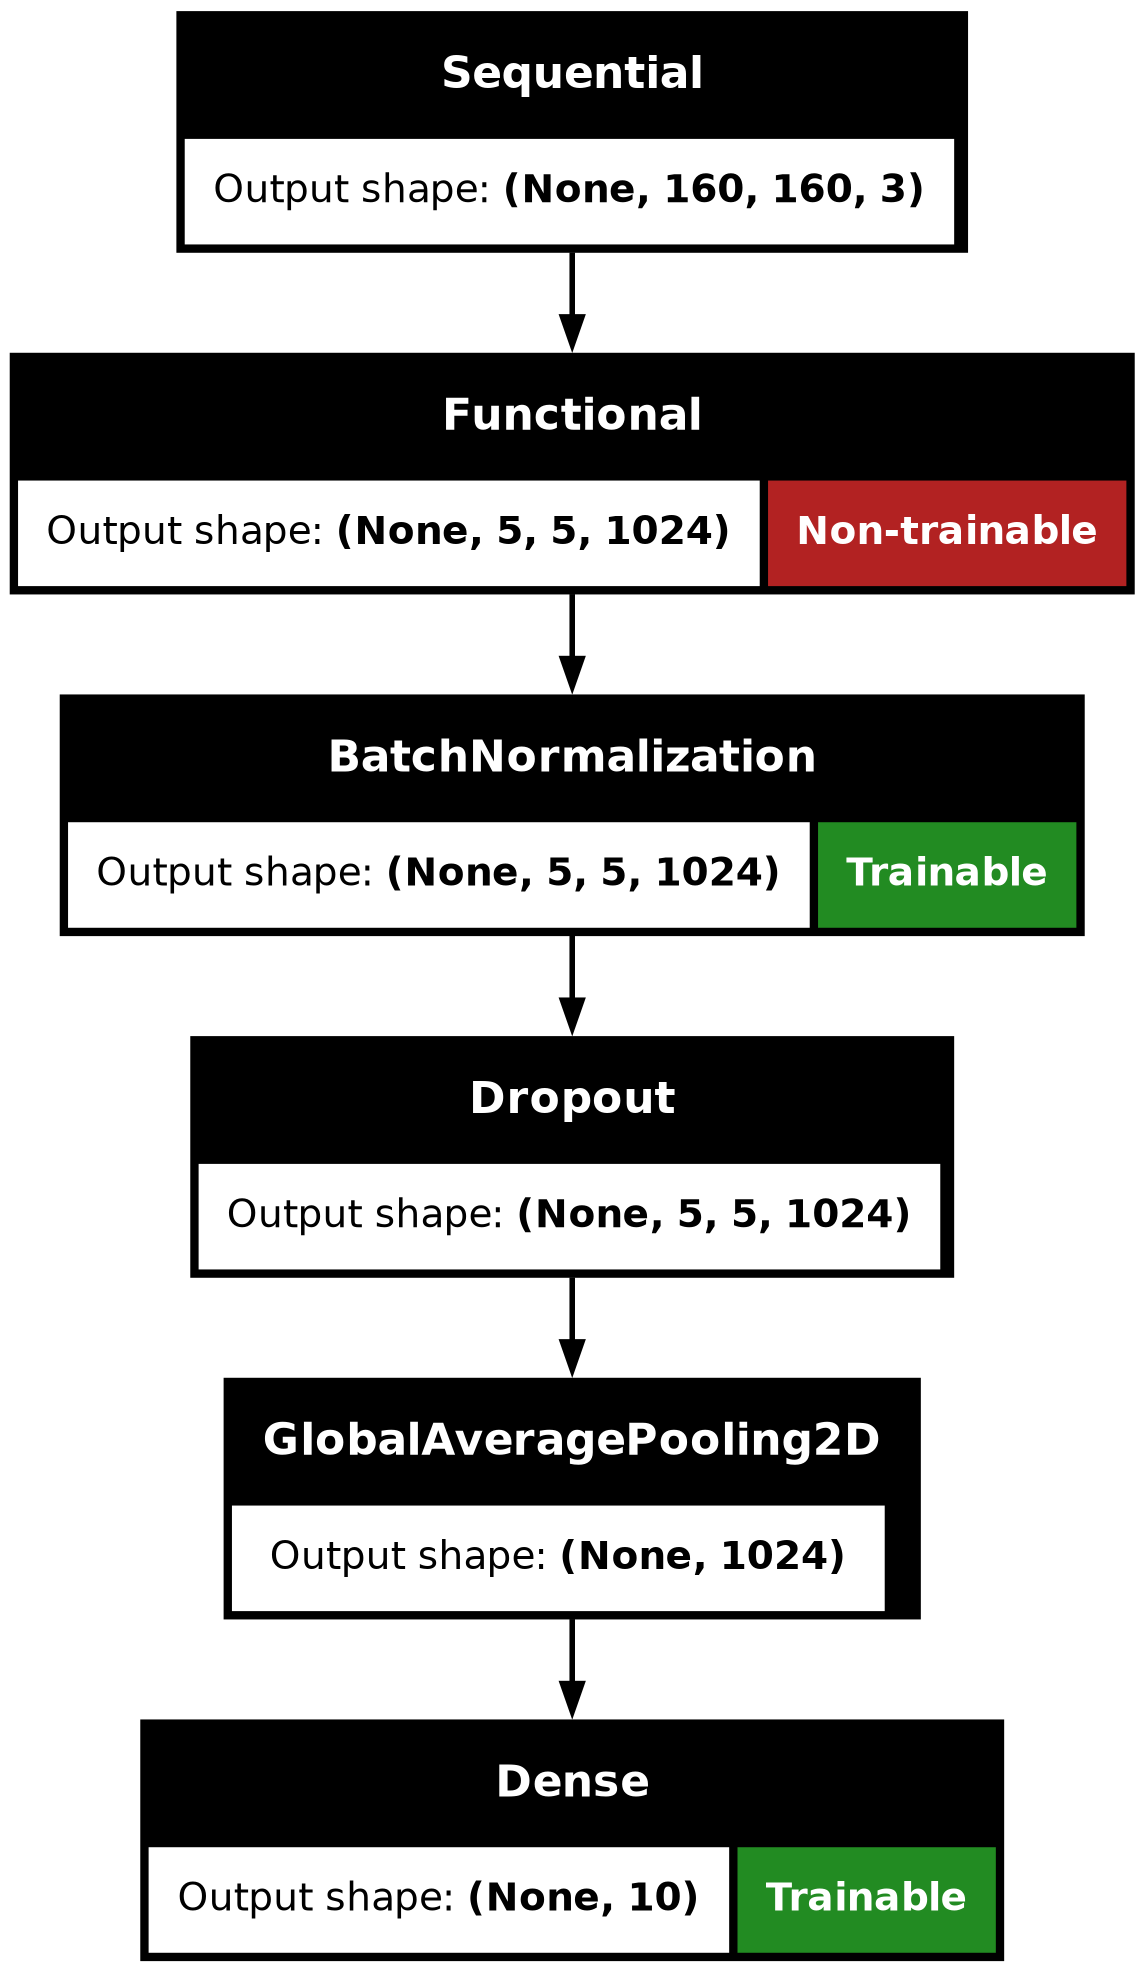 Sequential
Output shape: (None, 160, 160, 3)
Functional
Output shape: (None, 5, 5, 1024) Non-trainable
BatchNormalization
Output shape: (None, 5, 5, 1024) Trainable
Dropout
Output shape: (None, 5, 5, 1024)
GlobalAveragePooling2D
Output shape: (None, 1024)
Dense
Output shape: (None, 10) Trainable